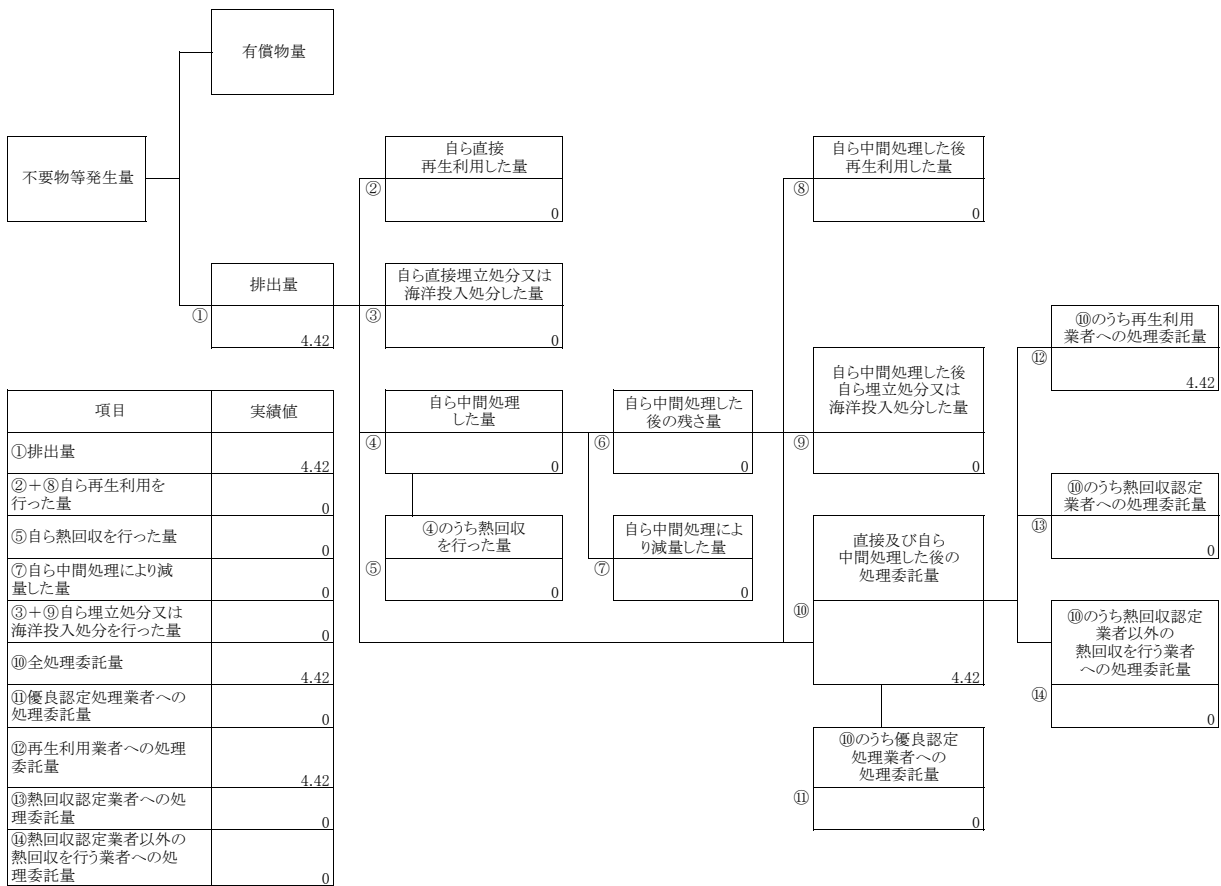 有償物量
不要物等発生量
自ら直接
再生利用した量
②
0
自ら中間処理した後
再生利用した量
⑧
0
排出量
①
4.42
自ら直接埋立処分又は
海洋投入処分した量
③
0
⑩のうち再生利用
業者への処理委託量
⑫
4.42
自ら中間処理
した量
④
0
自ら中間処理した
後の残さ量
⑥
0
自ら中間処理した後
自ら埋立処分又は
海洋投入処分した量
⑨
0
⑩のうち熱回収認定
業者への処理委託量
⑬
0
④のうち熱回収
を行った量
⑤
0
自ら中間処理によ
り減量した量
⑦
0
直接及び自ら
中間処理した後の
処理委託量
⑩
4.42
⑩のうち熱回収認定
業者以外の
熱回収を行う業者
への処理委託量
⑭
0
⑩のうち優良認定
処理業者への
処理委託量
⑪
0
項目 実績値
①排出量
4.42
②+⑧自ら再生利用を
行った量
0
⑤自ら熱回収を行った量
0
⑦自ら中間処理により減
量した量
0
③+⑨自ら埋立処分又は
海洋投入処分を行った量
0
⑩全処理委託量
4.42
⑪優良認定処理業者への
処理委託量
0
⑫再生利用業者への処理
委託量
4.42
⑬熱回収認定業者への処
理委託量
0
⑭熱回収認定業者以外の
熱回収を行う業者への処
理委託量
0